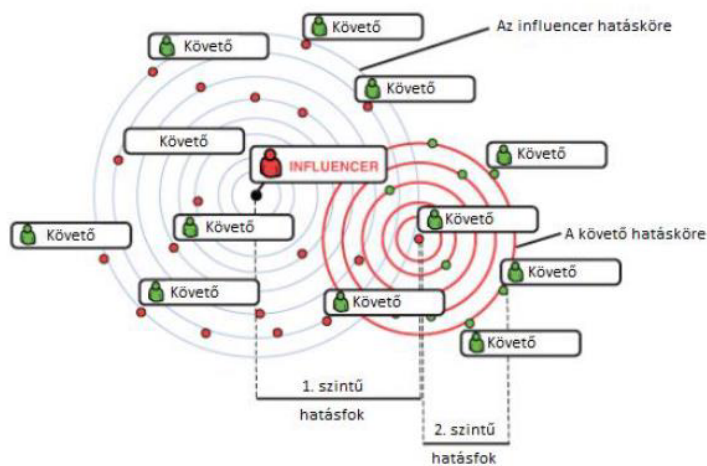 Követő
Az influencer hatásköre
Követő
Követő
Követő
INFLUENCER
Követő
Követő
Követő
Követő
A követő hatásköre
Követő
Követő
Követő
Követő
1. szintű
hatásfok
2. szintű
hatásfok